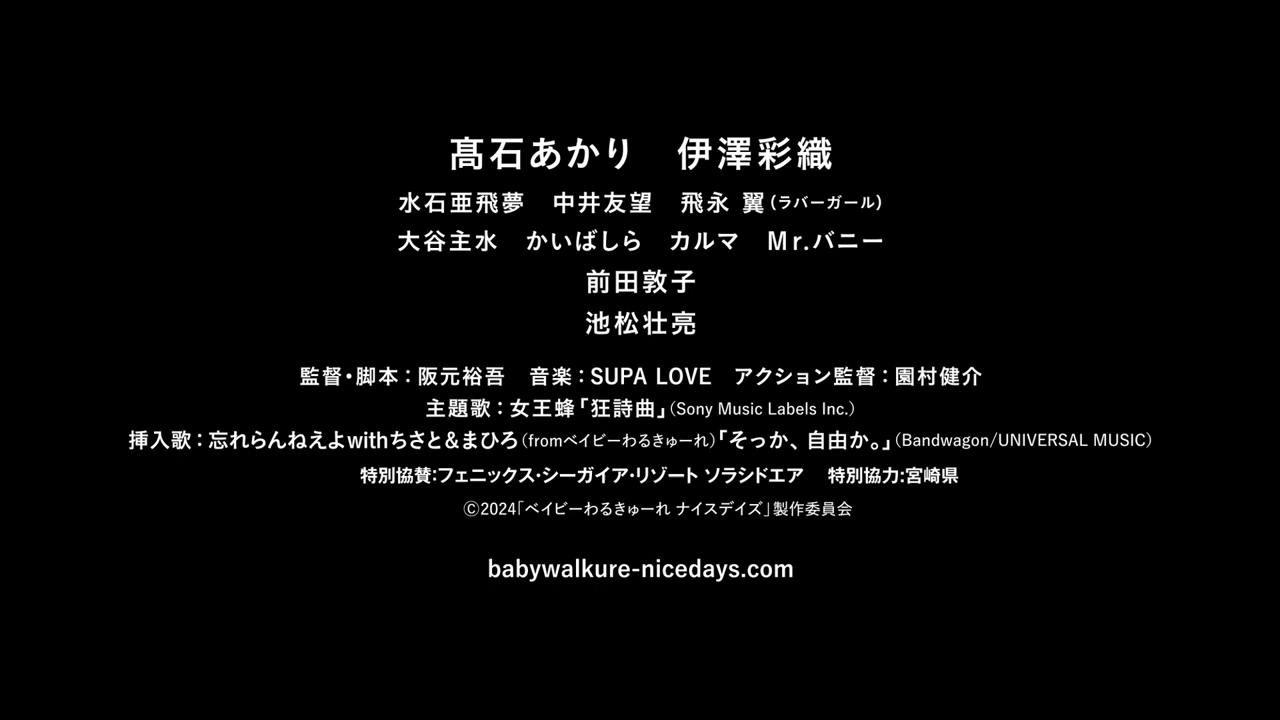 髙石あかり　伊澤彩織
水石亜飛夢　中井友望　飛永 翼（ラバーガール）
大谷主水　かいばしら　カルマ　Mr.バニー
前田敦子
池松壮亮
監督・脚本：阪元裕吾　音楽：SUPA LOVE　アクション監督：園村健介
主題歌：女王蜂「狂詩曲」（Sony Music Labels Inc.）
挿入歌：忘れらんねえよwithちさと&まひろ（fromベイビーわるきゅーれ）「そっか、自由か。」（Bandwagon/UNIVERSAL MUSIC）
特別協賛:フェニックス・シーガイア・リゾート ソラシドエア　特別協力:宮崎県
©2024「ベイビーわるきゅーれ ナイスデイズ」製作委員会
babywalkure-nicedays.com